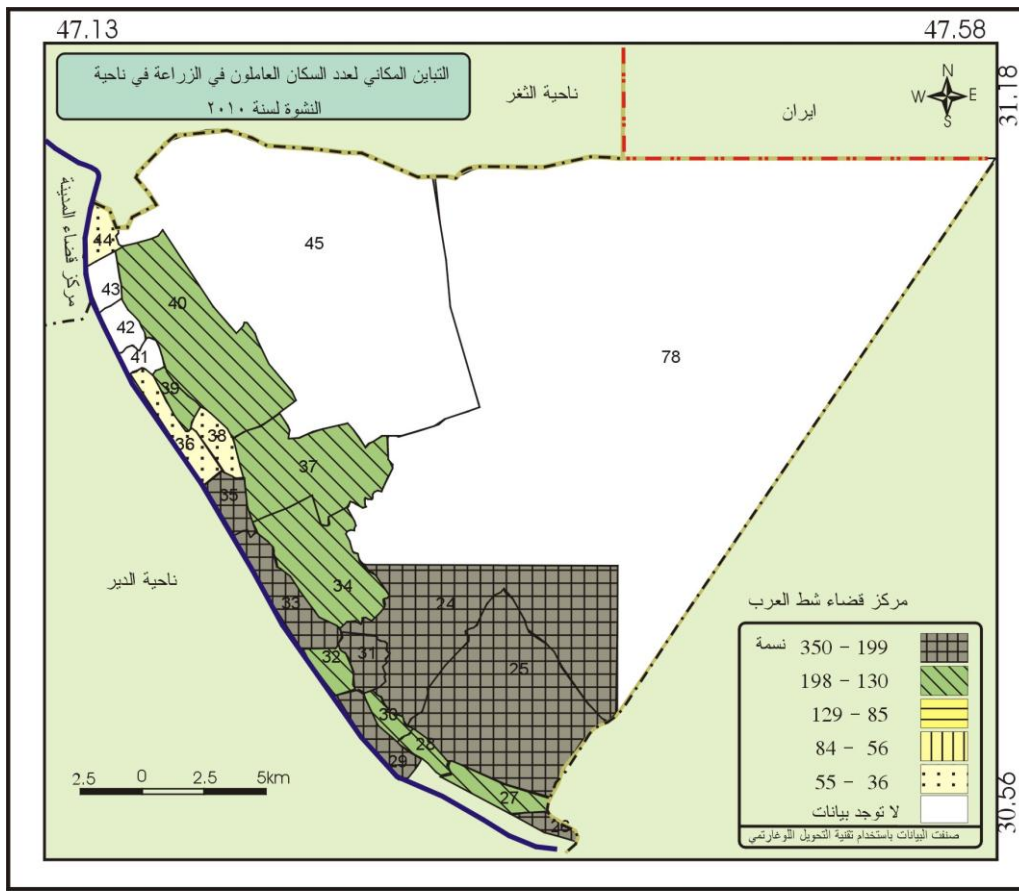 47.13
47.58
التباين المكاني لعدد السكان العاملون في الزراعة في ناحية
النشوة لسنة ٢٠١٠
ناحية الثغر
ايران
N
W
E
S
31.18
مركز قضاء المدينة
44
45
43
40
42
41
78
39
36
38
37
35
ناحية الدير
34
33
24
32
31
25
30
28
29
27
26
مركز قضاء شط العرب
350 - 199 نسمة
198 - 130
129 - 85
84 - 56
55 - 36
لا توجد بيانات
صنفت البيانات باستخدام تقنية التحويل اللوغارتمي
2.5 0 2.5 5km
30.56